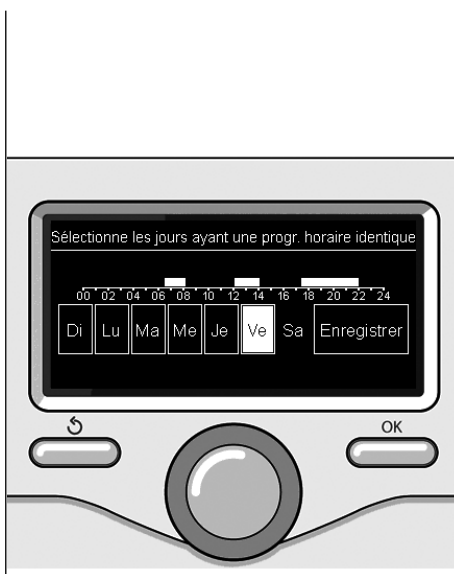 Sélectionne les jours ayant une progr. horaire identique
00 02 04 06 08 10 12 14 16 18 20 22 24
Di Lu Ma Me Je Ve Sa Enregistrer
OK